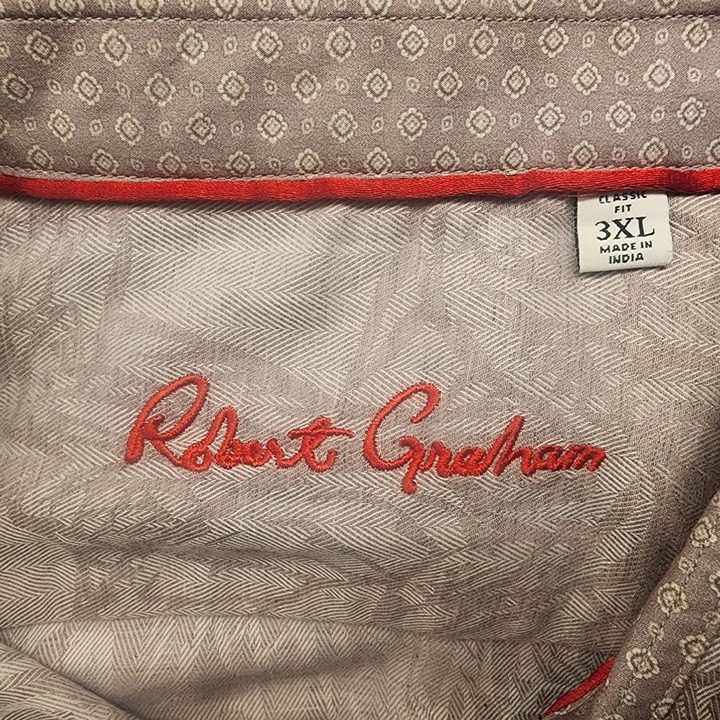 CLASSIC
FIT
3XL
MADE IN
INDIA
Robert Graham